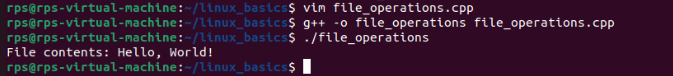 rps@rps-virtual-machine:~/linux_basics$ vim file_operations.cpp
rps@rps-virtual-machine:~/linux_basics$ g++ -o file_operations file_operations.cpp
rps@rps-virtual-machine:~/linux_basics$ ./file_operations
File contents: Hello, World!
rps@rps-virtual-machine:~/linux_basics$